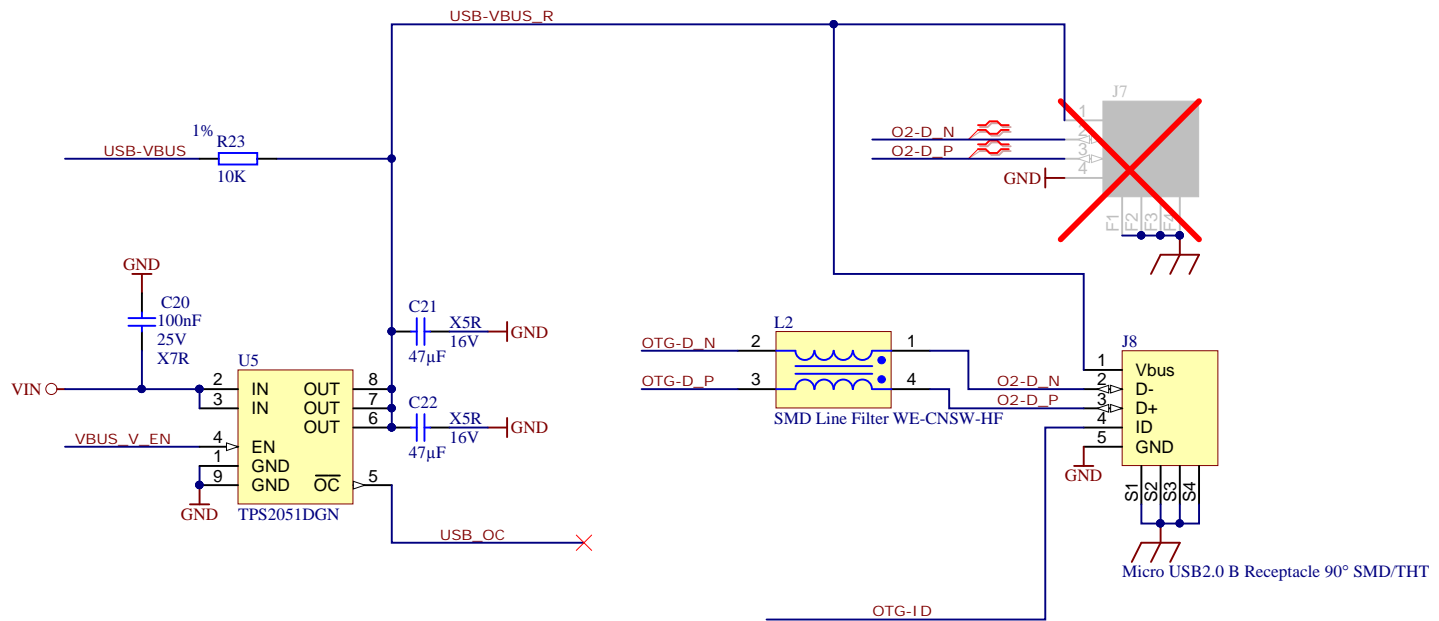 USB-VBUS_R
J7
1
O2-D_N
2
O2-D_P
3
GND
4
F1
F2
F3
F4
1%
R23
USB-VBUS
10K
GND
C20
100nF
25V
X7R
C21
X5R
16V
GND
47µF
L2
OTG-D_N
2
1
OTG-D_P
3
4
SMD Line Filter WE-CNSW-HF
O2-D_N
O2-D_P
J8
1
Vbus
2
D-
3
D+
4
ID
5
GND
GND
S1
S2
S3
S4
Micro USB2.0 B Receptacle 90° SMD/THT
U5
VIN
2
IN
OUT
8
3
IN
OUT
7
OUT
6
C22
X5R
16V
GND
47µF
VBUS_V_EN
4
EN
1
GND
9
GND
OC
5
GND
TPS2051DGN
USB_OC
OTG-ID